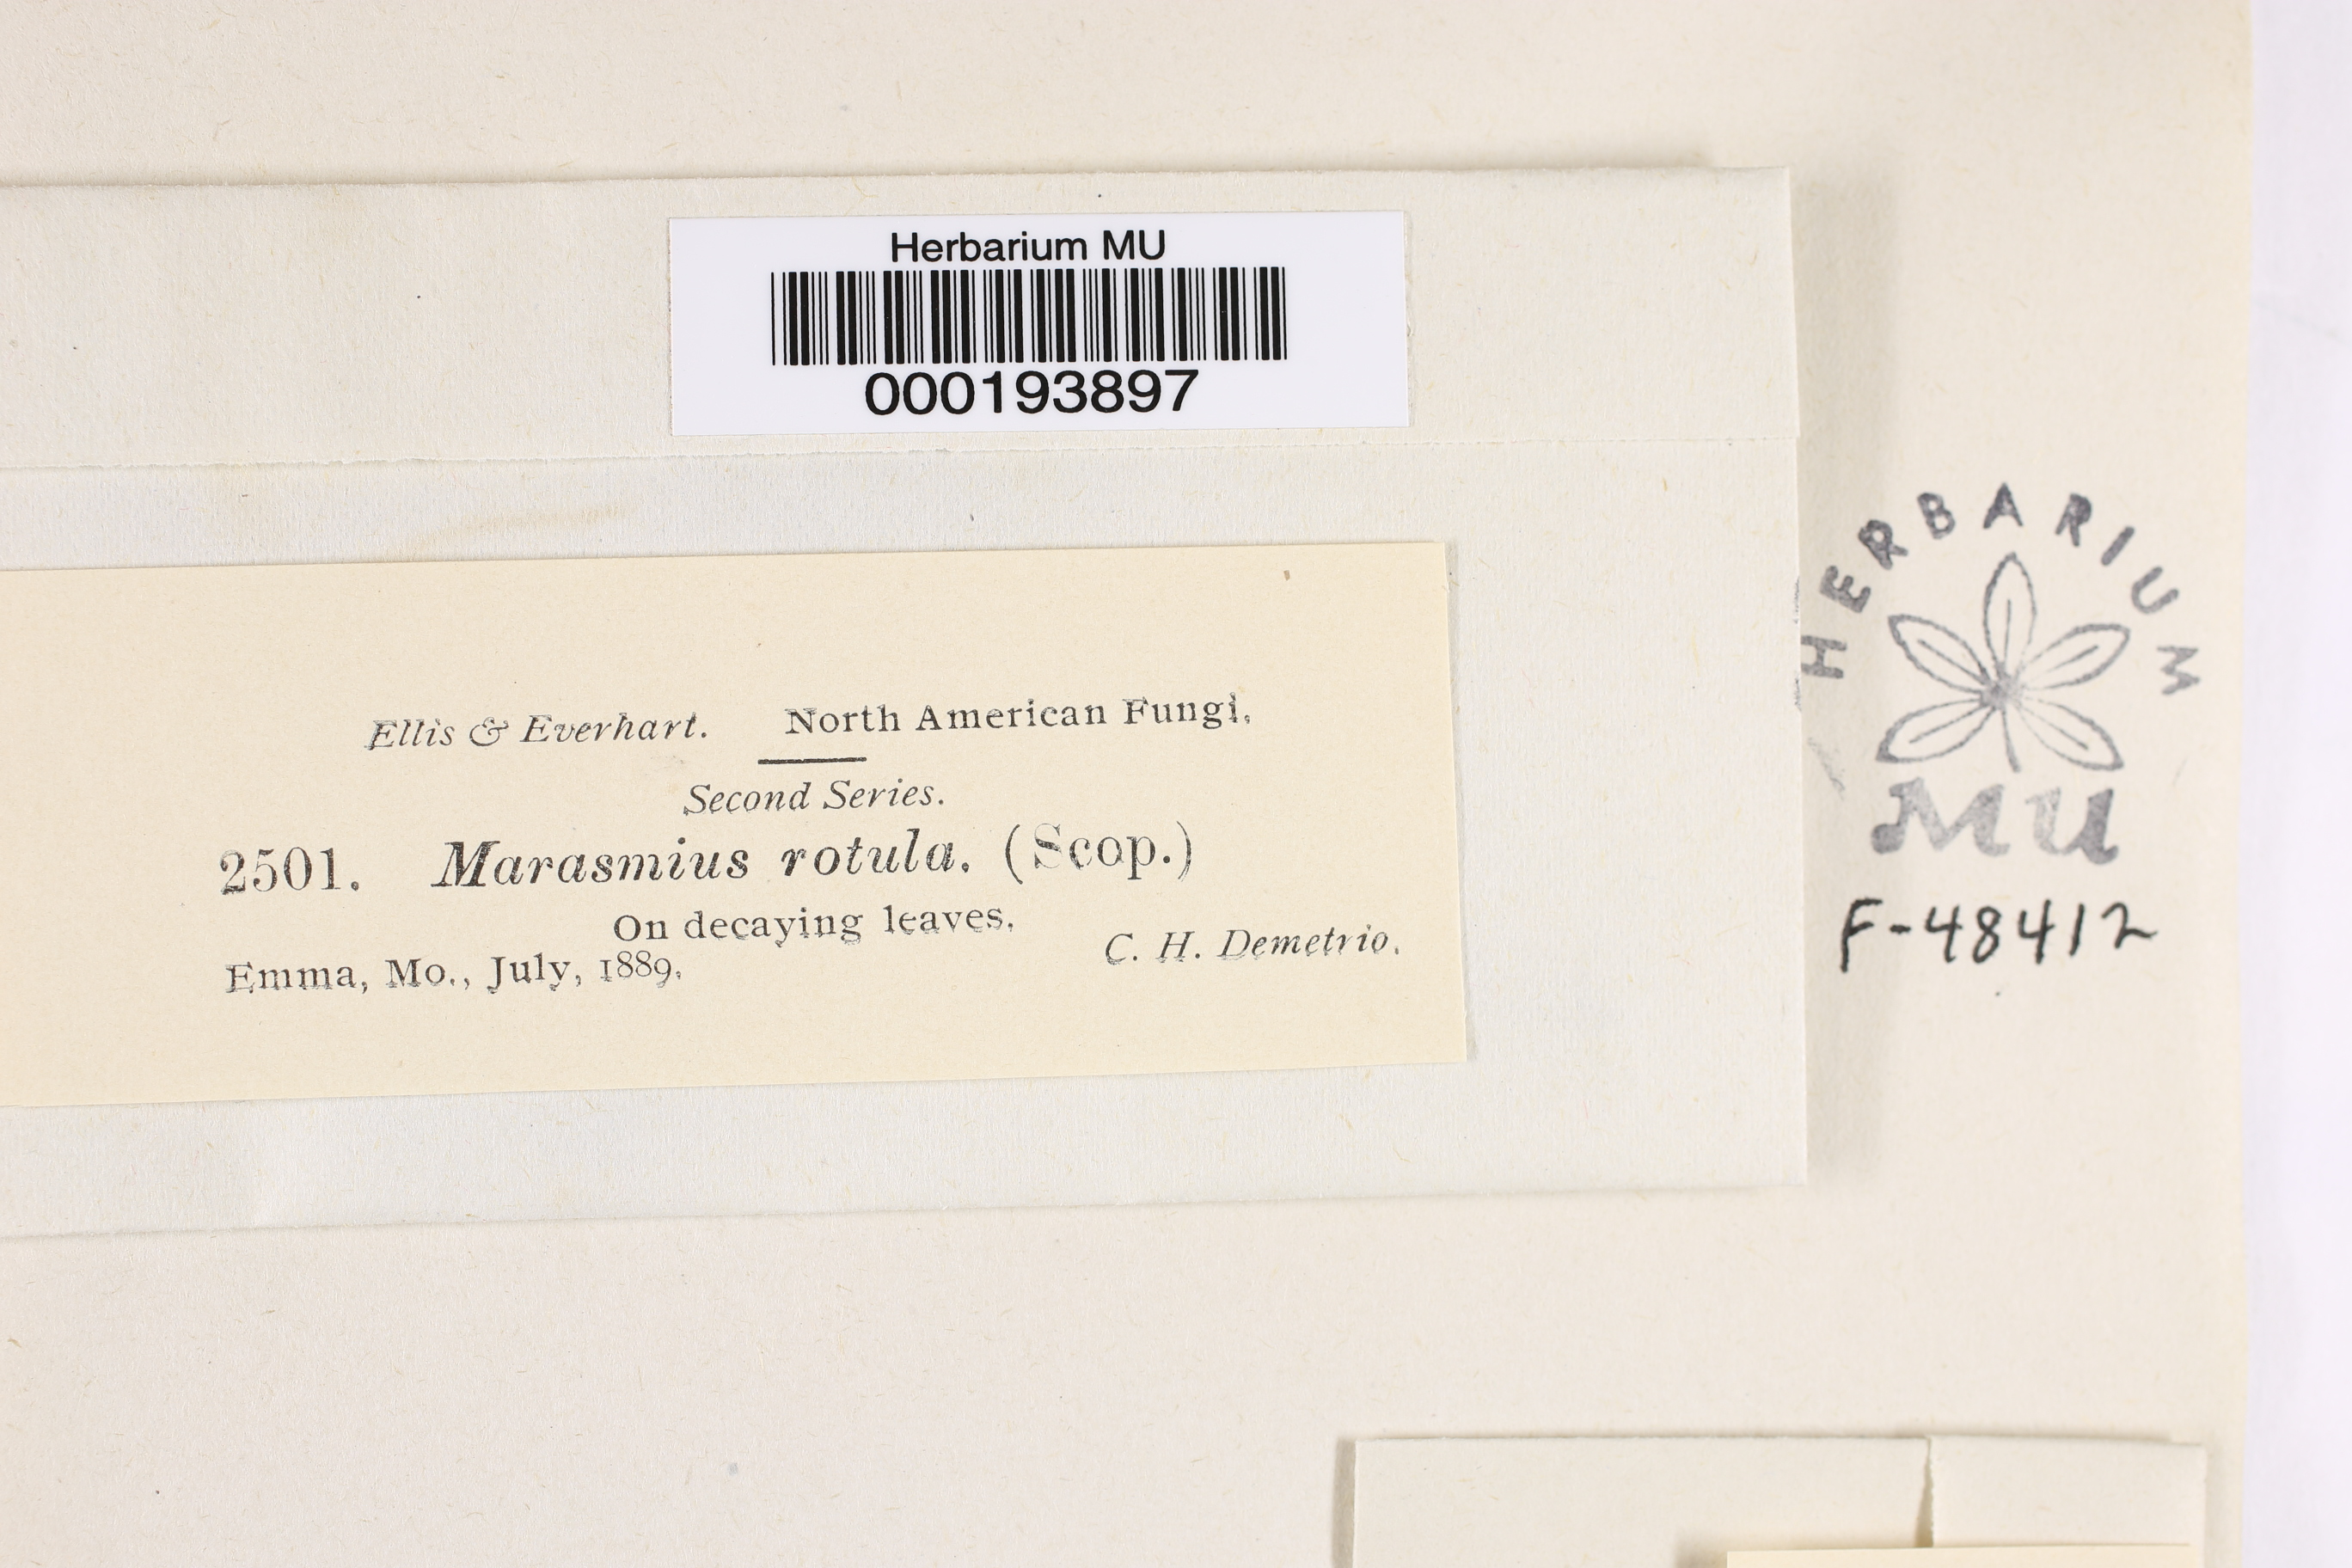 Herbarium MU
000193897
HERBARIUM
MU
F-48412
Ellis & Everhart. North American Fungi.
Second Series.
2501. Marasmius rotula. (Scop.)
On decaying leaves.
Emma, Mo., July, 1889. C. H. Demetrio.